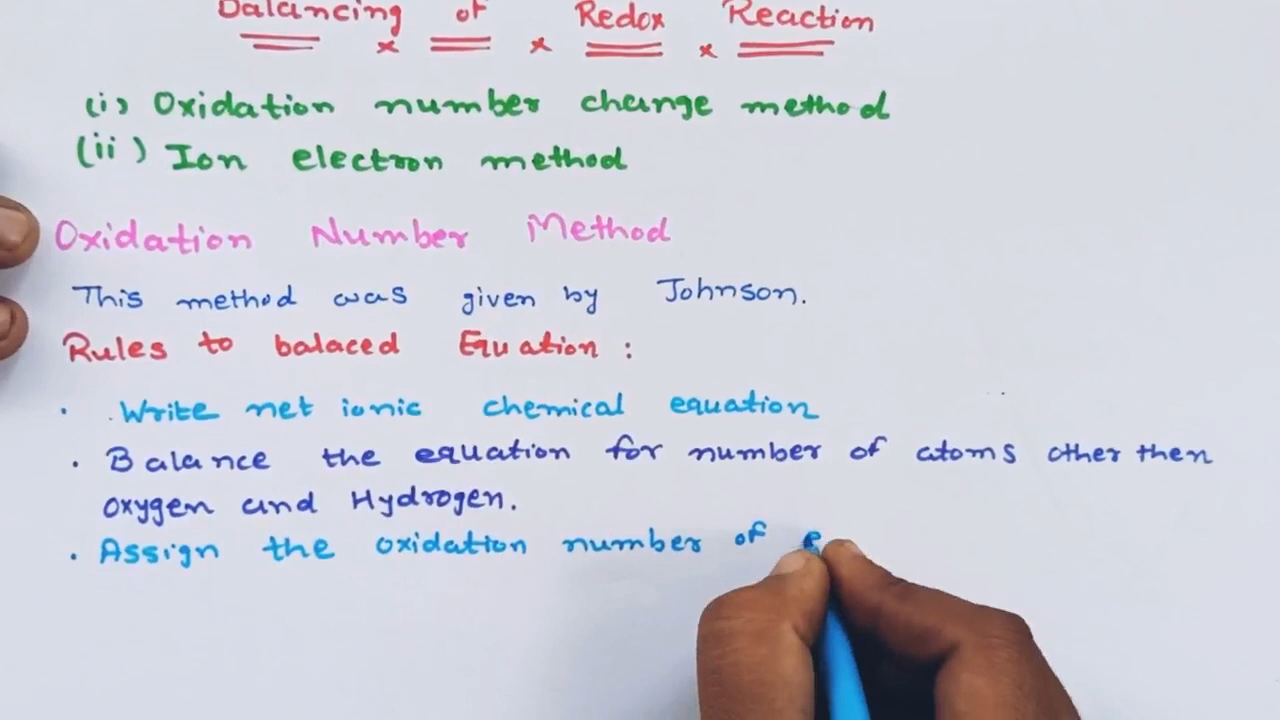 Balancing of Redox Reaction
(i) Oxidation number change method
(ii) Ion electron method
Oxidation Number Method
This method was given by Johnson.
Rules to balaced Equation :
. Write net ionic chemical equation
. Balance the equation for number of atoms other then
oxygen and Hydrogen.
. Assign the oxidation number of